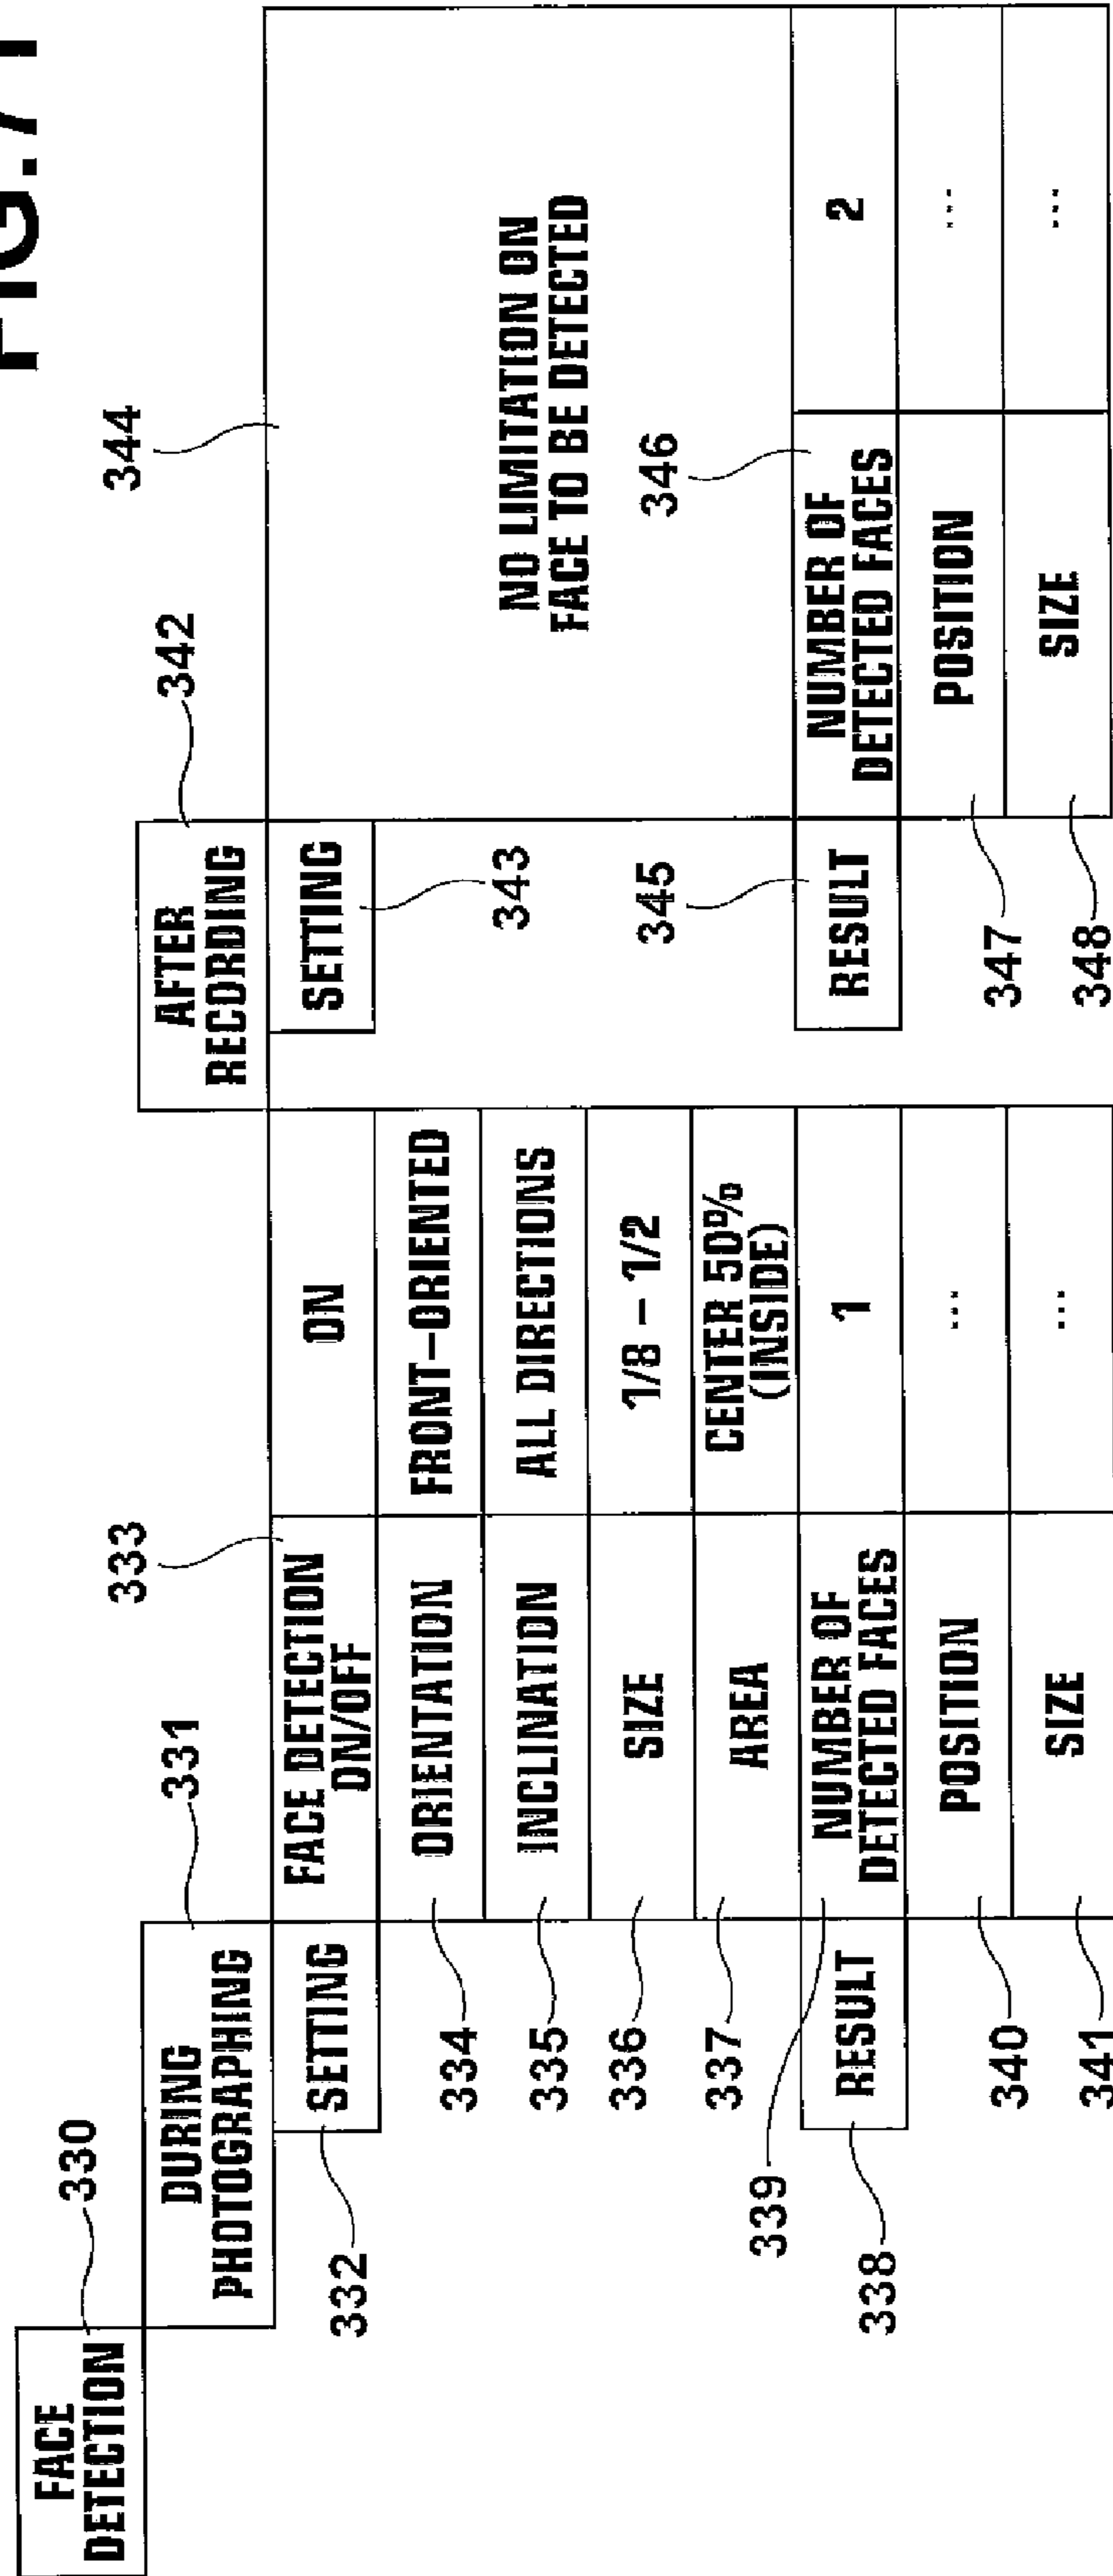 FIG.71
FACE
DETECTION
330
DURING
PHOTOGRAPHING
331
SETTING
332
FACE DETECTION
ON/OFF
333
ON
ORIENTATION
FRONT-ORIENTED
334
INCLINATION
ALL DIRECTIONS
335
SIZE
1/8 - 1/2
336
AREA
CENTER 50%
(INSIDE)
337
RESULT
338
NUMBER OF
DETECTED FACES
1
339
POSITION
...
340
SIZE
...
341
AFTER
RECORDING
342
SETTING
343
344
NO LIMITATION ON
FACE TO BE DETECTED
RESULT
345
NUMBER OF
DETECTED FACES
2
346
POSITION
...
347
SIZE
...
348